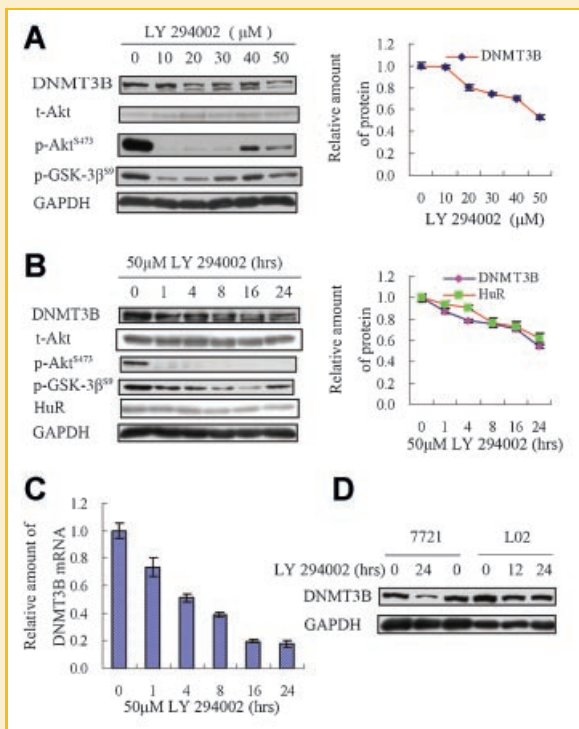 A
LY 294002 ( μM )
0 10 20 30 40 50
DNMT3B
t-Akt
p-AktS473
p-GSK-3βS9
GAPDH
Relative amount of protein
1.2
1.0
0.8
0.6
0.4
0.2
0.0
DNMT3B
0 10 20 30 40 50
LY 294002 (μM)
B
50μM LY 294002 (hrs)
0 1 4 8 16 24
DNMT3B
t-Akt
p-AktS473
p-GSK-3βS9
HuR
GAPDH
Relative amount of protein
1.2
1.0
0.8
0.6
0.4
0.2
0.0
DNMT3B
HuR
0 1 4 8 16 24
50μM LY 294002 (hrs)
C
Relative amount of
DNMT3B mRNA
1.2
1.0
0.8
0.6
0.4
0.2
0.0
0 1 4 8 16 24
50μM LY 294002 (hrs)
D
7721 L02
LY 294002 (hrs) 0 24 0 0 12 24
DNMT3B
GAPDH